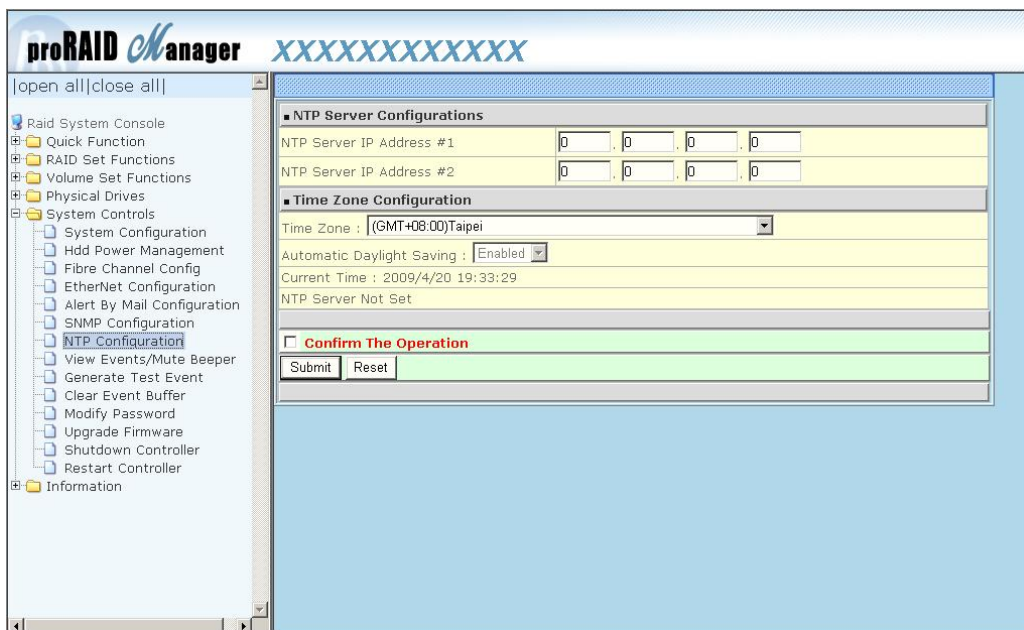 proRAID Manager XXXXXXXXXXXX
|open all|close all|
Raid System Console
Quick Function
RAID Set Functions
Volume Set Functions
Physical Drives
System Controls
System Configuration
Hdd Power Management
Fibre Channel Config
EtherNet Configuration
Alert By Mail Configuration
SNMP Configuration
NTP Configuration
View Events/Mute Beeper
Generate Test Event
Clear Event Buffer
Modify Password
Upgrade Firmware
Shutdown Controller
Restart Controller
Information
NTP Server Configurations
NTP Server IP Address #1 0 . 0 . 0 . 0
NTP Server IP Address #2 0 . 0 . 0 . 0
Time Zone Configuration
Time Zone : (GMT+08:00)Taipei
Automatic Daylight Saving : Enabled
Current Time : 2009/4/20 19:33:29
NTP Server Not Set
Confirm The Operation
Submit Reset